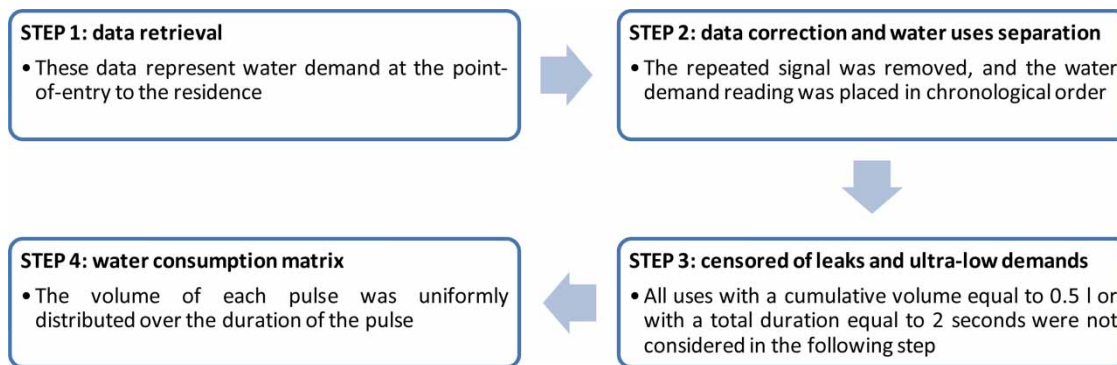 STEP 1: data retrieval
• These data represent water demand at the point-
of-entry to the residence
STEP 2: data correction and water uses separation
• The repeated signal was removed, and the water
demand reading was placed in chronological order
STEP 3: censored of leaks and ultra-low demands
• All uses with a cumulative volume equal to 0.5 l or
with a total duration equal to 2 seconds were not
considered in the following step
STEP 4: water consumption matrix
• The volume of each pulse was uniformly
distributed over the duration of the pulse